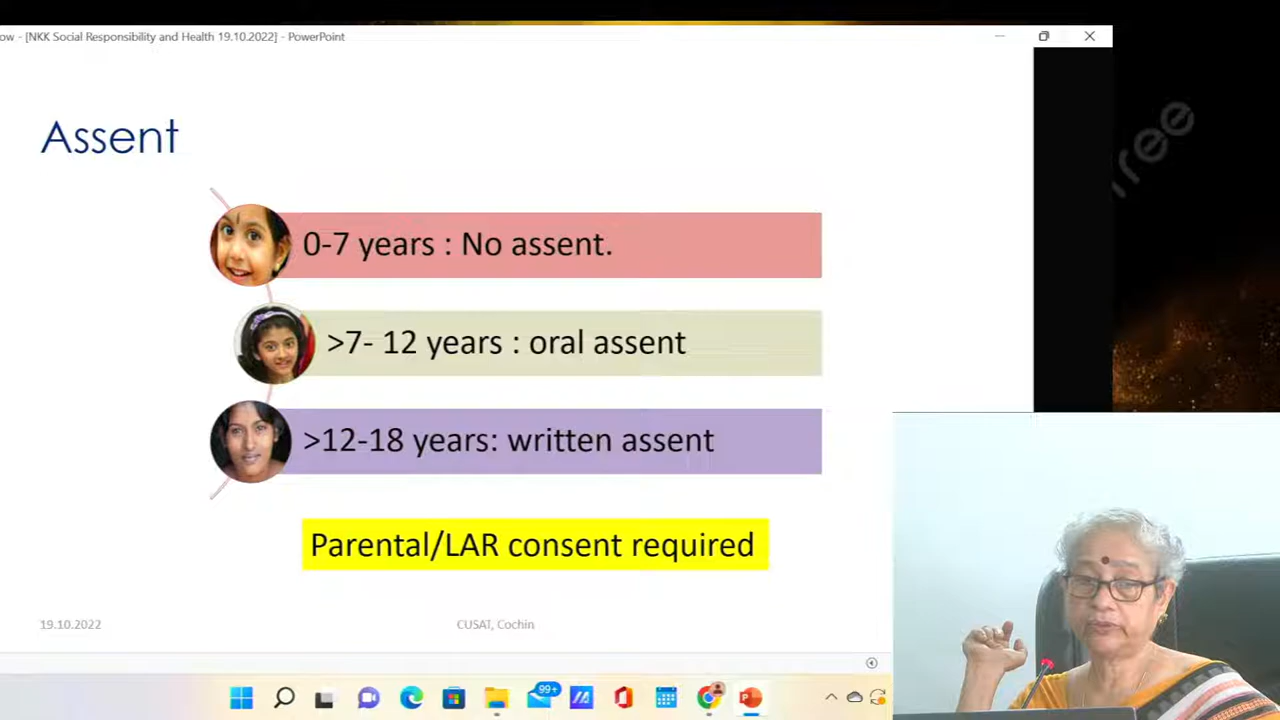 ow - [NKK Social Responsibility and Health 19.10.2022] - PowerPoint
ree
Assent
0-7 years : No assent.
>7- 12 years : oral assent
>12-18 years: written assent
Parental/LAR consent required
19.10.2022
CUSAT, Cochin
99+